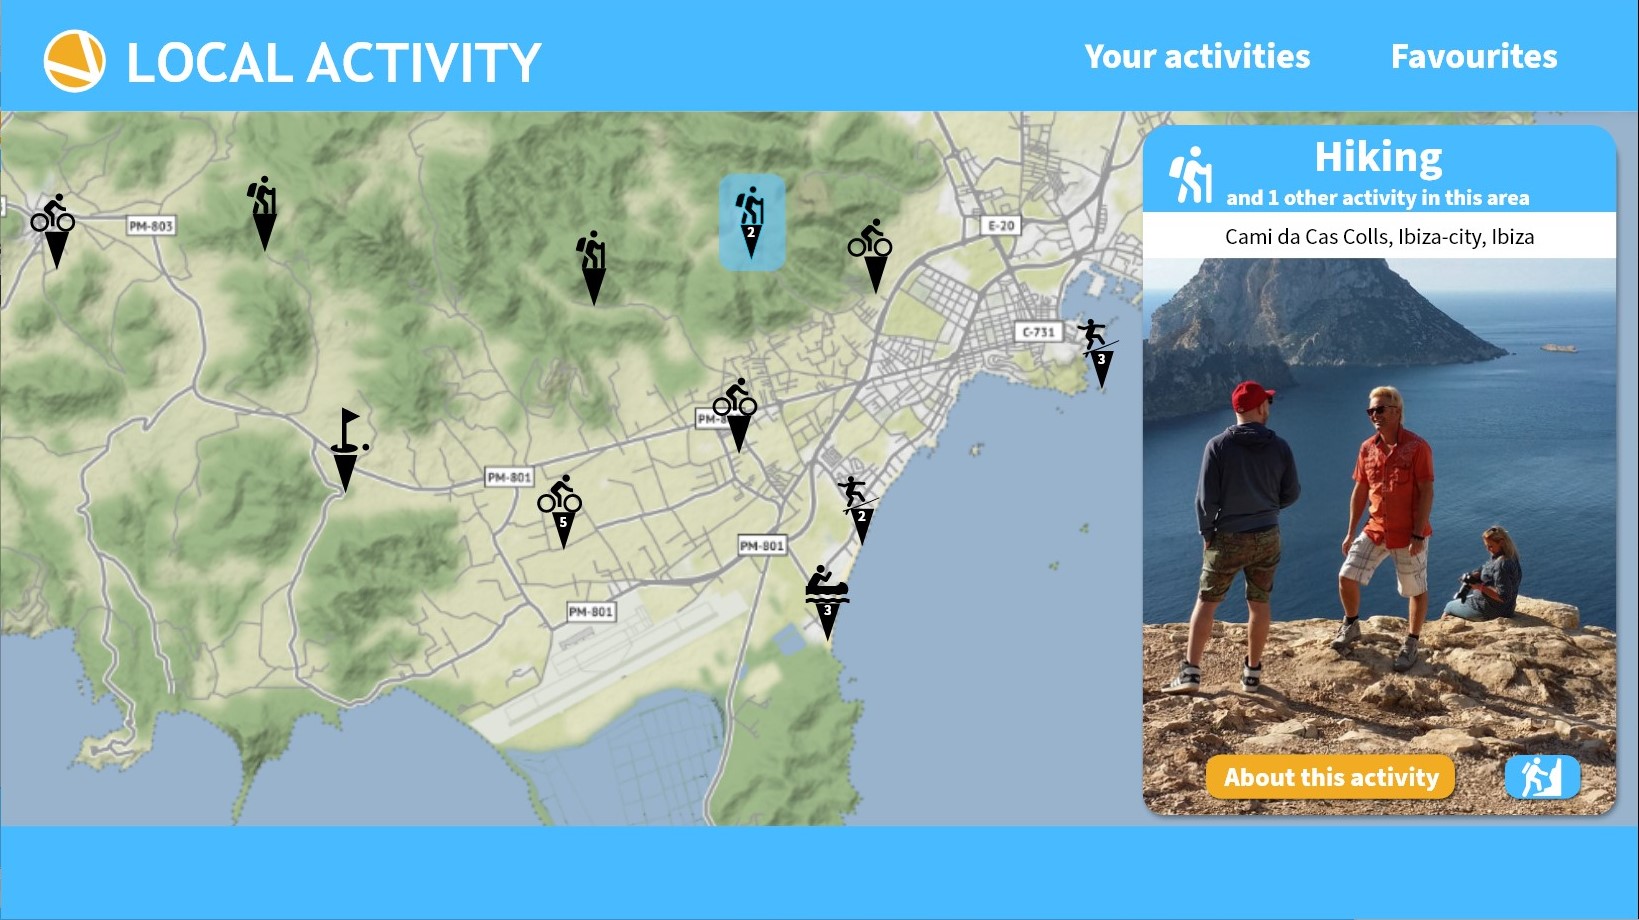 LOCAL ACTIVITY
Your activities
Favourites
Hiking
and 1 other activity in this area
Cami da Cas Colls, Ibiza-city, Ibiza
PM-803
2
E-20
C-731
3
PM-8
PM-801
5
2
PM-801
3
PM-801
About this activity